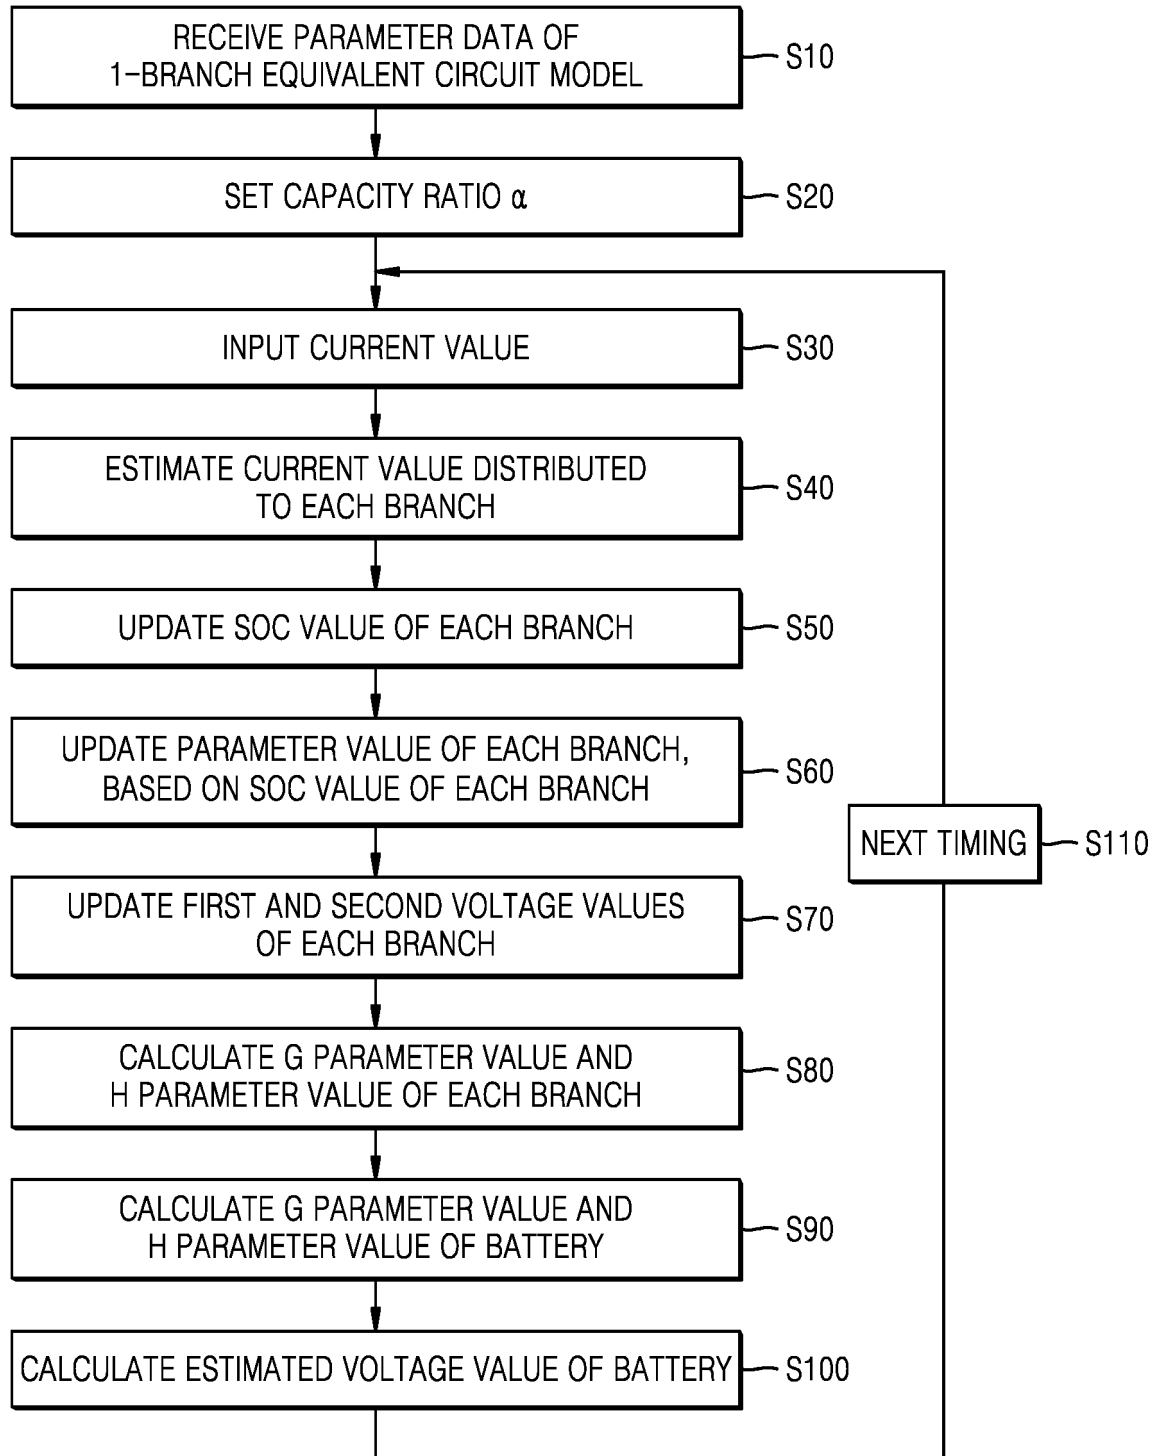 RECEIVE PARAMETER DATA OF
1-BRANCH EQUIVALENT CIRCUIT MODEL
S10
SET CAPACITY RATIO α
S20
INPUT CURRENT VALUE
S30
ESTIMATE CURRENT VALUE DISTRIBUTED
TO EACH BRANCH
S40
UPDATE SOC VALUE OF EACH BRANCH
S50
UPDATE PARAMETER VALUE OF EACH BRANCH,
BASED ON SOC VALUE OF EACH BRANCH
S60
NEXT TIMING
S110
UPDATE FIRST AND SECOND VOLTAGE VALUES
OF EACH BRANCH
S70
CALCULATE G PARAMETER VALUE AND
H PARAMETER VALUE OF EACH BRANCH
S80
CALCULATE G PARAMETER VALUE AND
H PARAMETER VALUE OF BATTERY
S90
CALCULATE ESTIMATED VOLTAGE VALUE OF BATTERY
S100